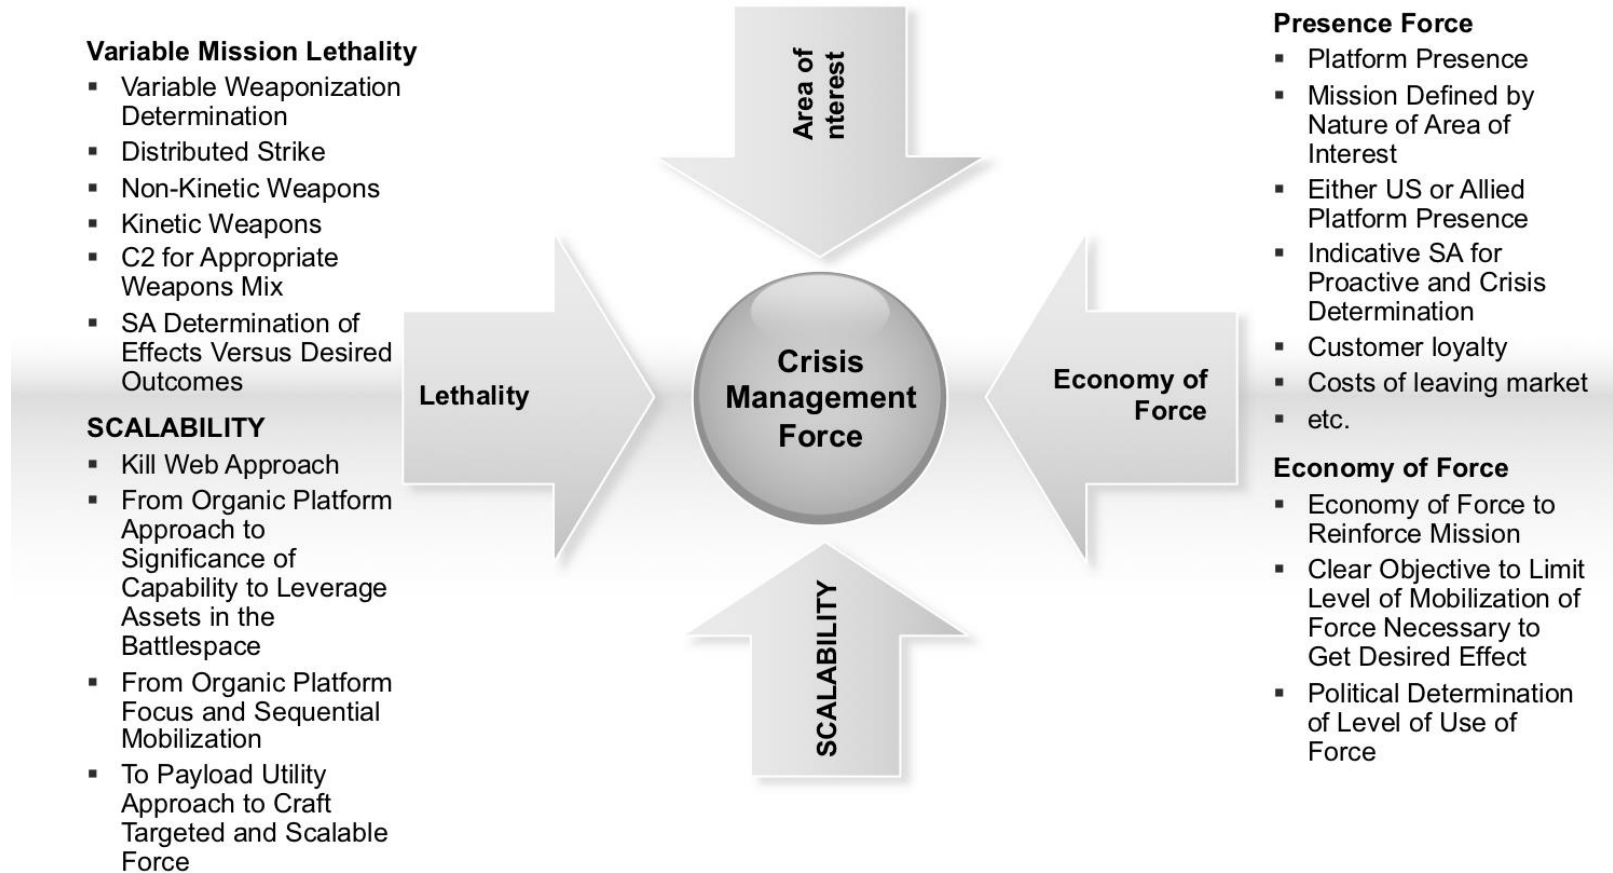 Variable Mission Lethality
▪ Variable Weaponization
Determination
▪ Distributed Strike
▪ Non-Kinetic Weapons
▪ Kinetic Weapons
▪ C2 for Appropriate
Weapons Mix
▪ SA Determination of
Effects Versus Desired
Outcomes
SCALABILITY
▪ Kill Web Approach
▪ From Organic Platform
Approach to
Significance of
Capability to Leverage
Assets in the
Battlespace
▪ From Organic Platform
Focus and Sequential
Mobilization
▪ To Payload Utility
Approach to Craft
Targeted and Scalable
Force
Area of
nterest
Lethality
Crisis
Management
Force
Economy of
Force
SCALABILITY
Presence Force
▪ Platform Presence
▪ Mission Defined by
Nature of Area of
Interest
▪ Either US or Allied
Platform Presence
▪ Indicative SA for
Proactive and Crisis
Determination
▪ Customer loyalty
▪ Costs of leaving market
▪ etc.
Economy of Force
▪ Economy of Force to
Reinforce Mission
▪ Clear Objective to Limit
Level of Mobilization of
Force Necessary to
Get Desired Effect
▪ Political Determination
of Level of Use of
Force